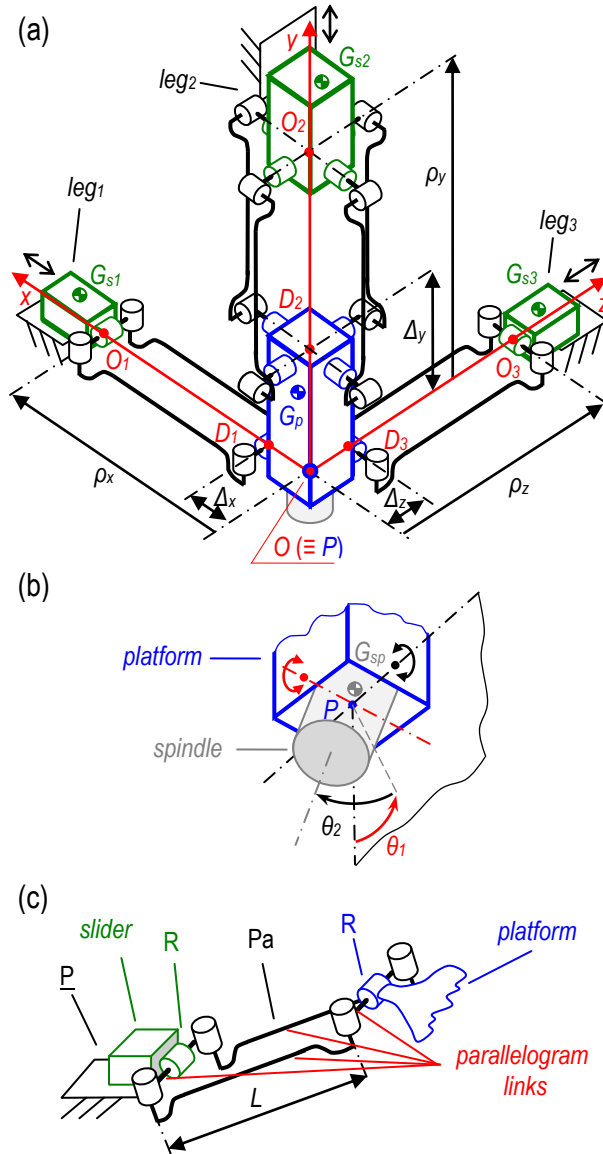 (a)
y
Gs2
leg2
O2
ρy
leg1
leg3
Gs1
Gs3
x
z
D2
O1
Δy
O3
Gp
D1
D3
ρx
Δx
Δz
ρz
O (≡ P)
(b)
platform
Gsp
P
spindle
θ2
θ1
(c)
slider
R
Pa
R
platform
P
parallelogram
links
L